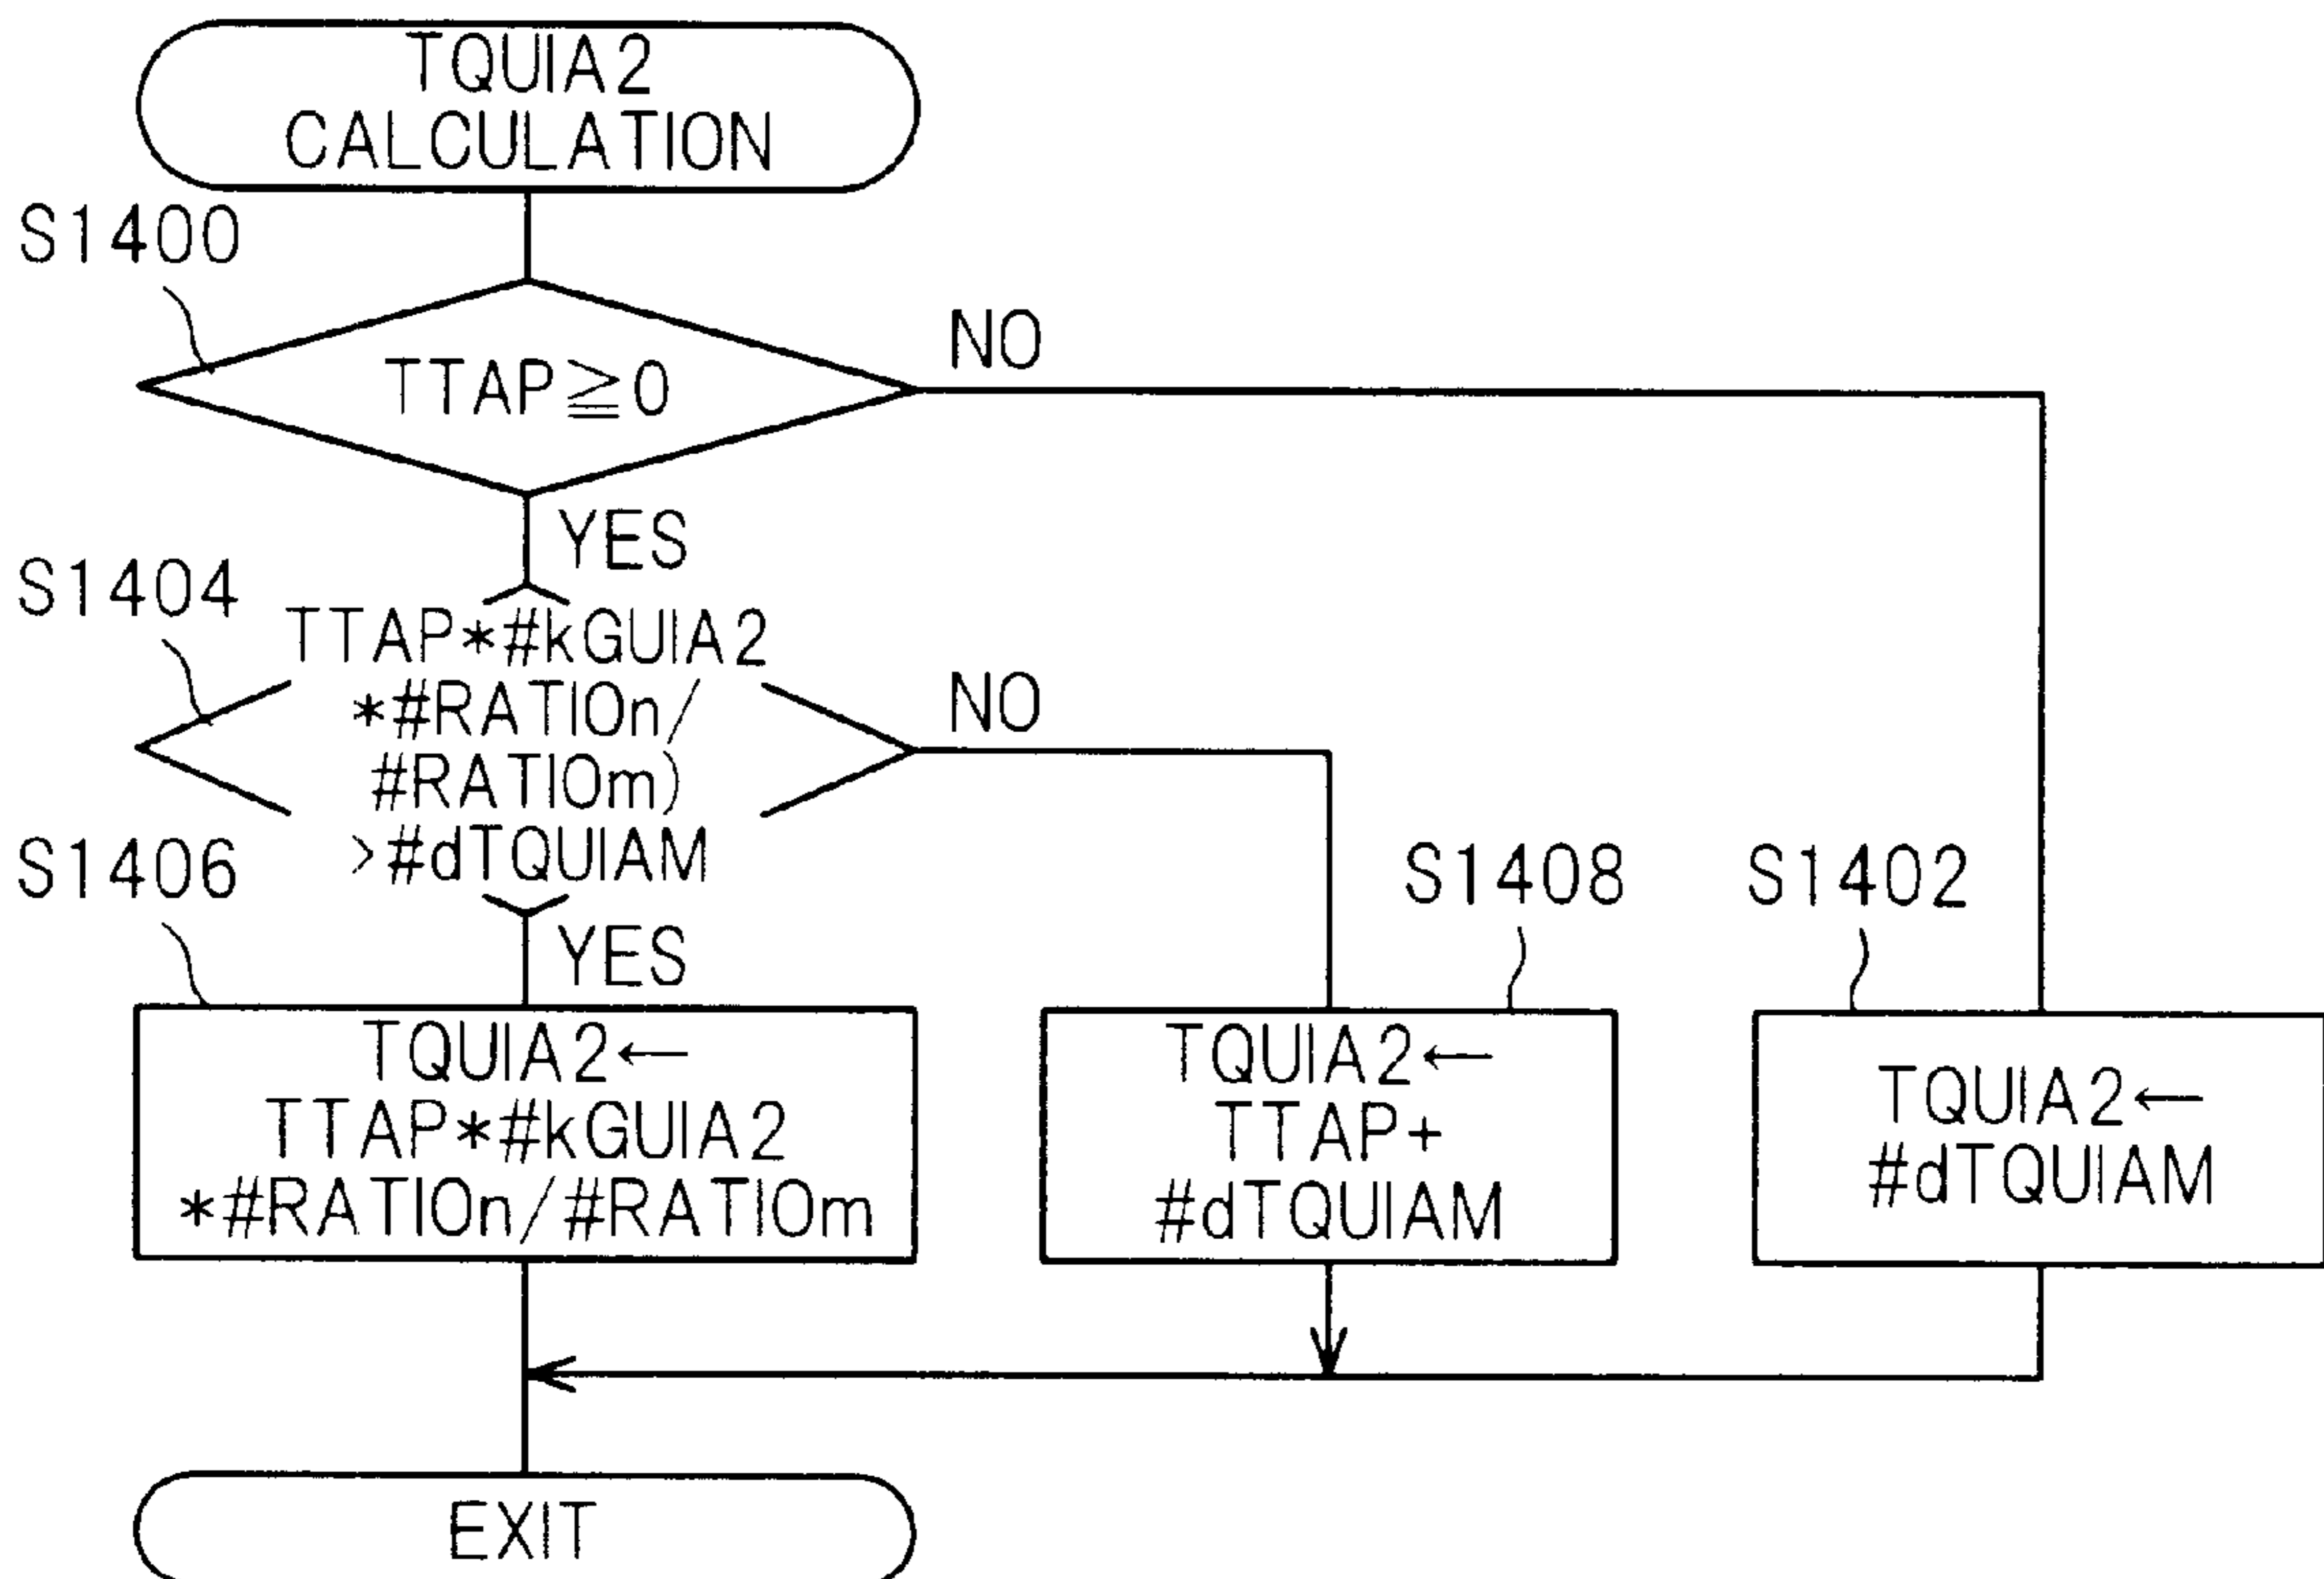 TQUIA2
CALCULATION
S1400
TTAP≧0
NO
YES
S1404
TTAP*#kGUIA2
*#RATIOn/
#RATIOm)
>#dTQUIAM
NO
YES
S1406
TQUIA2←
TTAP*#kGUIA2
*#RATIOn/#RATIOm
S1408
TQUIA2←
TTAP+
#dTQUIAM
S1402
TQUIA2←
#dTQUIAM
EXIT